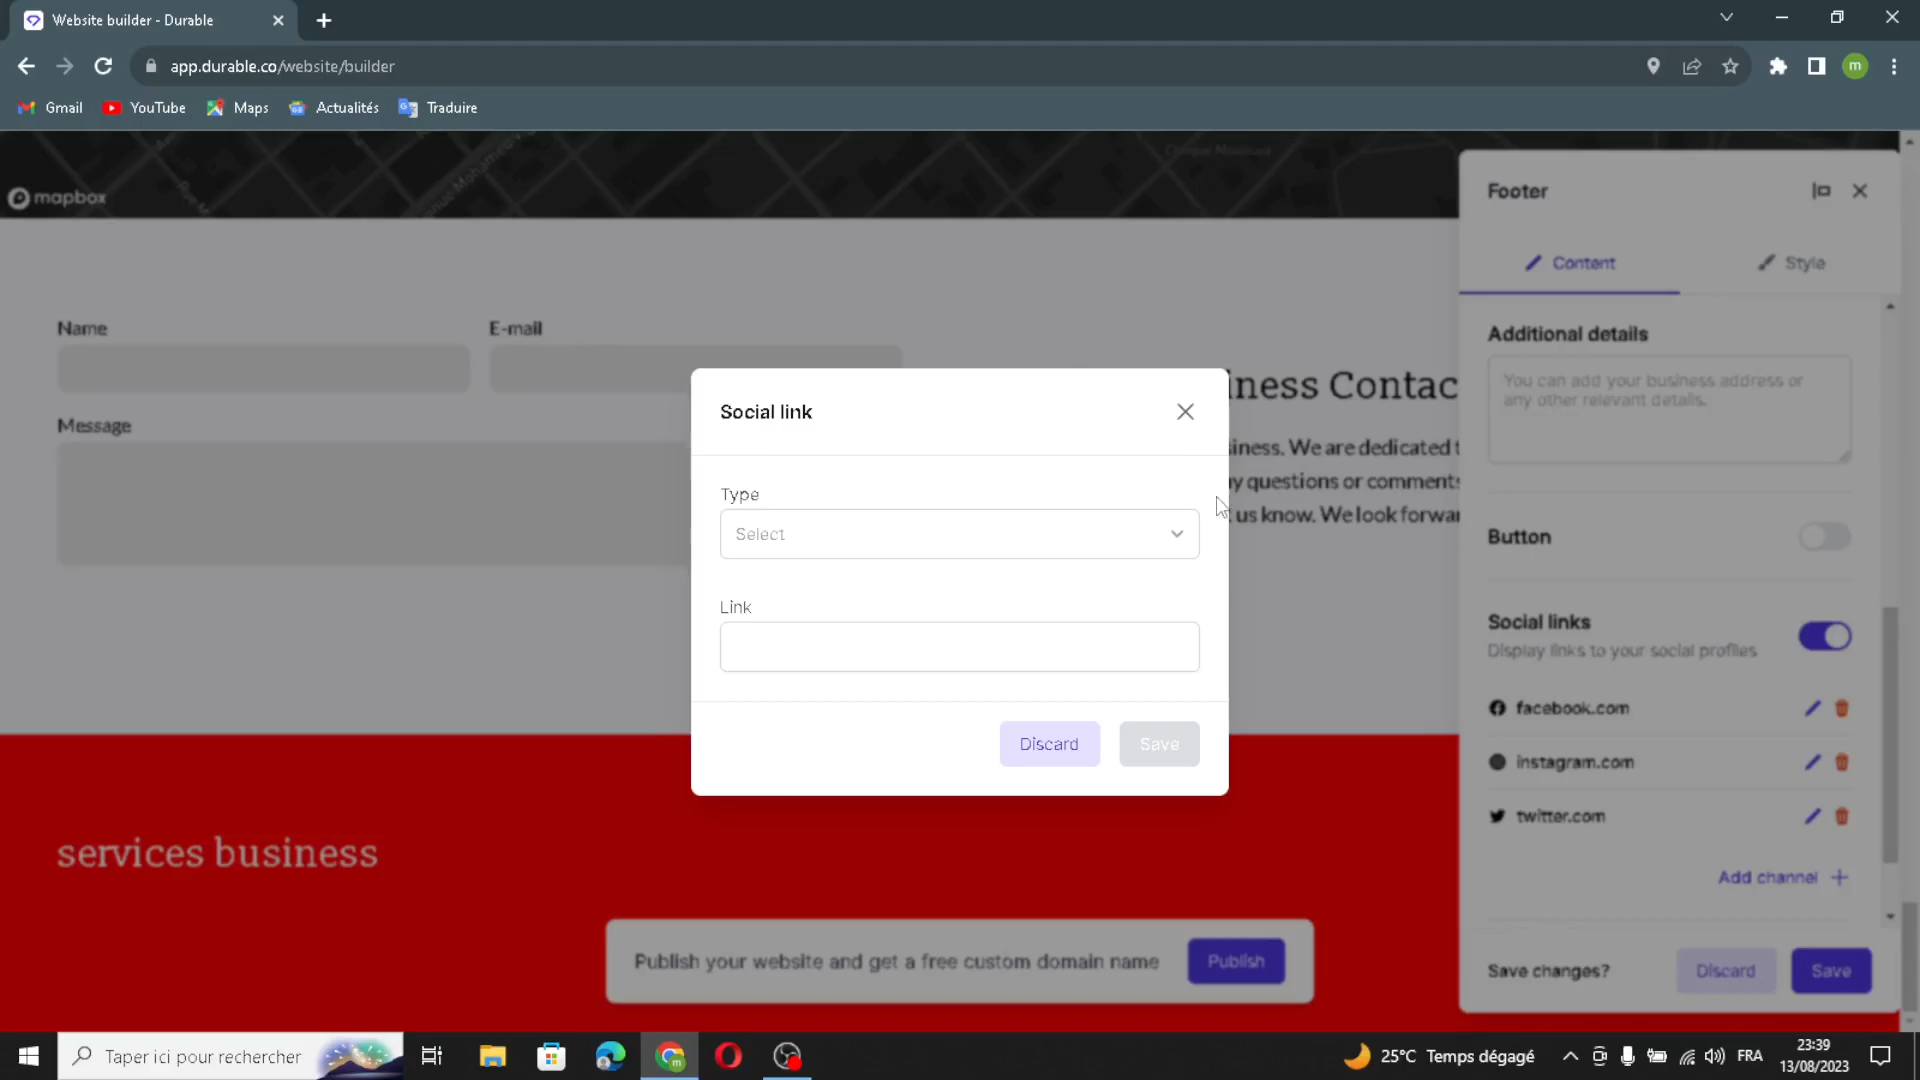 Website builder - Durable
app.durable.co/website/builder
m
Gmail
YouTube
Maps
Actualités
Traduire
mapbox
Footer
Content
Style
Name
E-mail
Message
iness Contac
iness. We are dedicated t
y questions or comments
us know. We look forwar
Social link
Type
Select
Link
Discard
Save
Additional details
You can add your business address or
any other relevant details.
Button
Social links
Display links to your social profiles
facebook.com
instagram.com
twitter.com
Add channel
Save changes?
Discard
Save
services business
Publish your website and get a free custom domain name
Publish
Taper ici pour rechercher
25°C Temps dégagé
FRA
23:39
13/08/2023